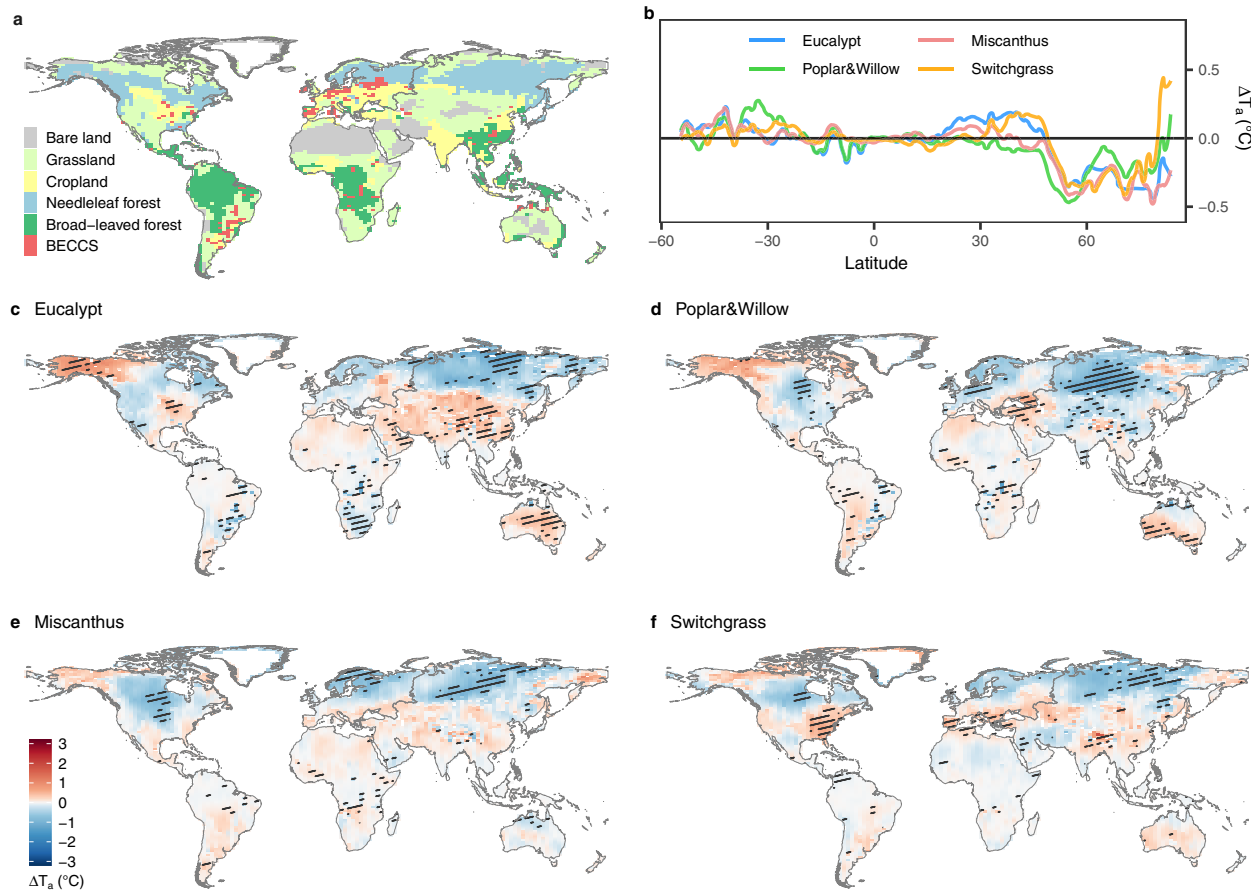 a
Bare land
Grassland
Cropland
Needleleaf forest
Broad−leaved forest
BECCS
b
Eucalypt
Miscanthus
Poplar&Willow
Switchgrass
0.5
0.0
−0.5
ΔTa (°C)
−60
−30
0
30
60
Latitude
c Eucalypt
d Poplar&Willow
e Miscanthus
f Switchgrass
3
2
1
0
−1
−2
−3
ΔTa (°C)